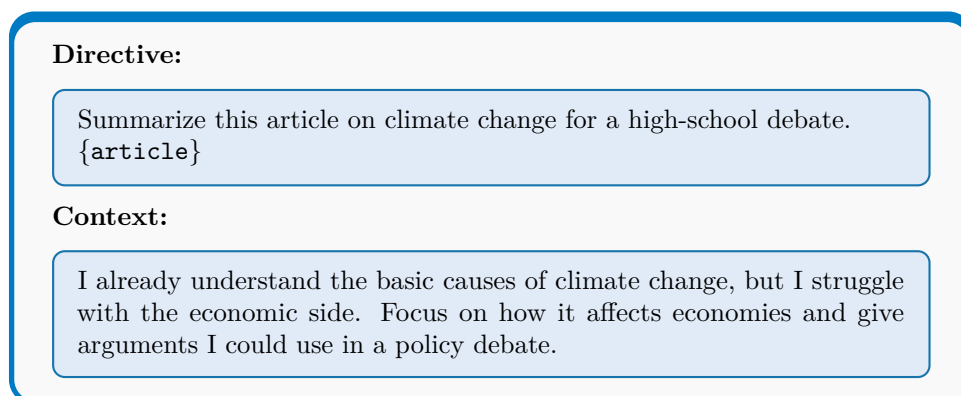 Directive:
Summarize this article on climate change for a high-school debate.
{article}
Context:
I already understand the basic causes of climate change, but I struggle
with the economic side. Focus on how it affects economies and give
arguments I could use in a policy debate.